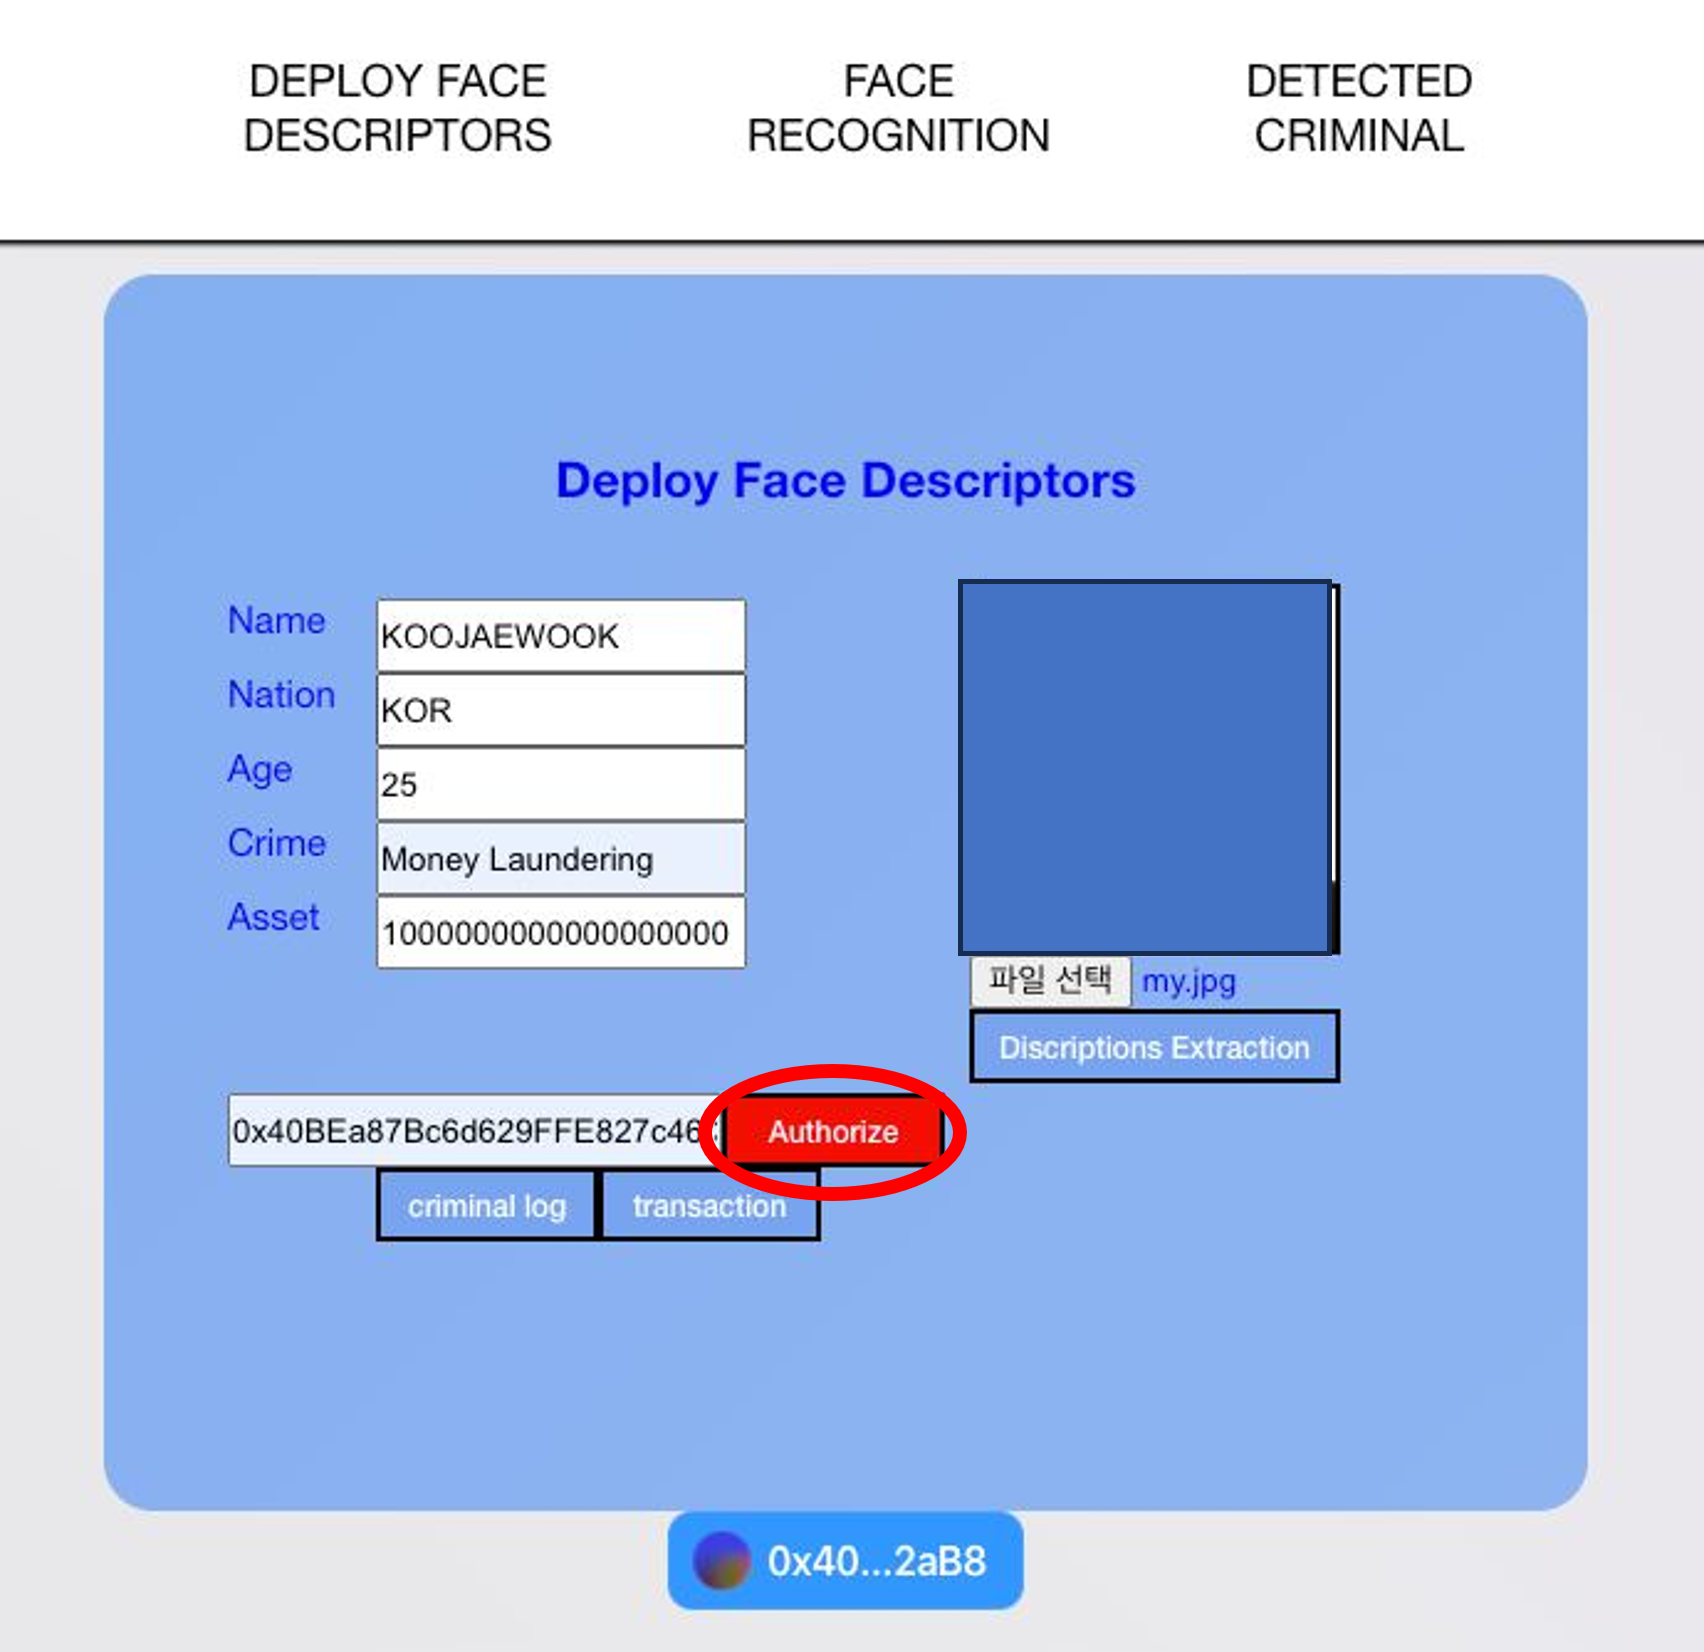 DEPLOY FACE
DESCRIPTORS
FACE
RECOGNITION
DETECTED
CRIMINAL
Deploy Face Descriptors
Name
KOOJAEWOOK
Nation
KOR
Age
25
Crime
Money Laundering
Asset
1000000000000000000
파일 선택 my.jpg
Discriptions Extraction
0x40BEa87Bc6d629FFE827c46
Authorize
criminal log
transaction
0x40...2aB8